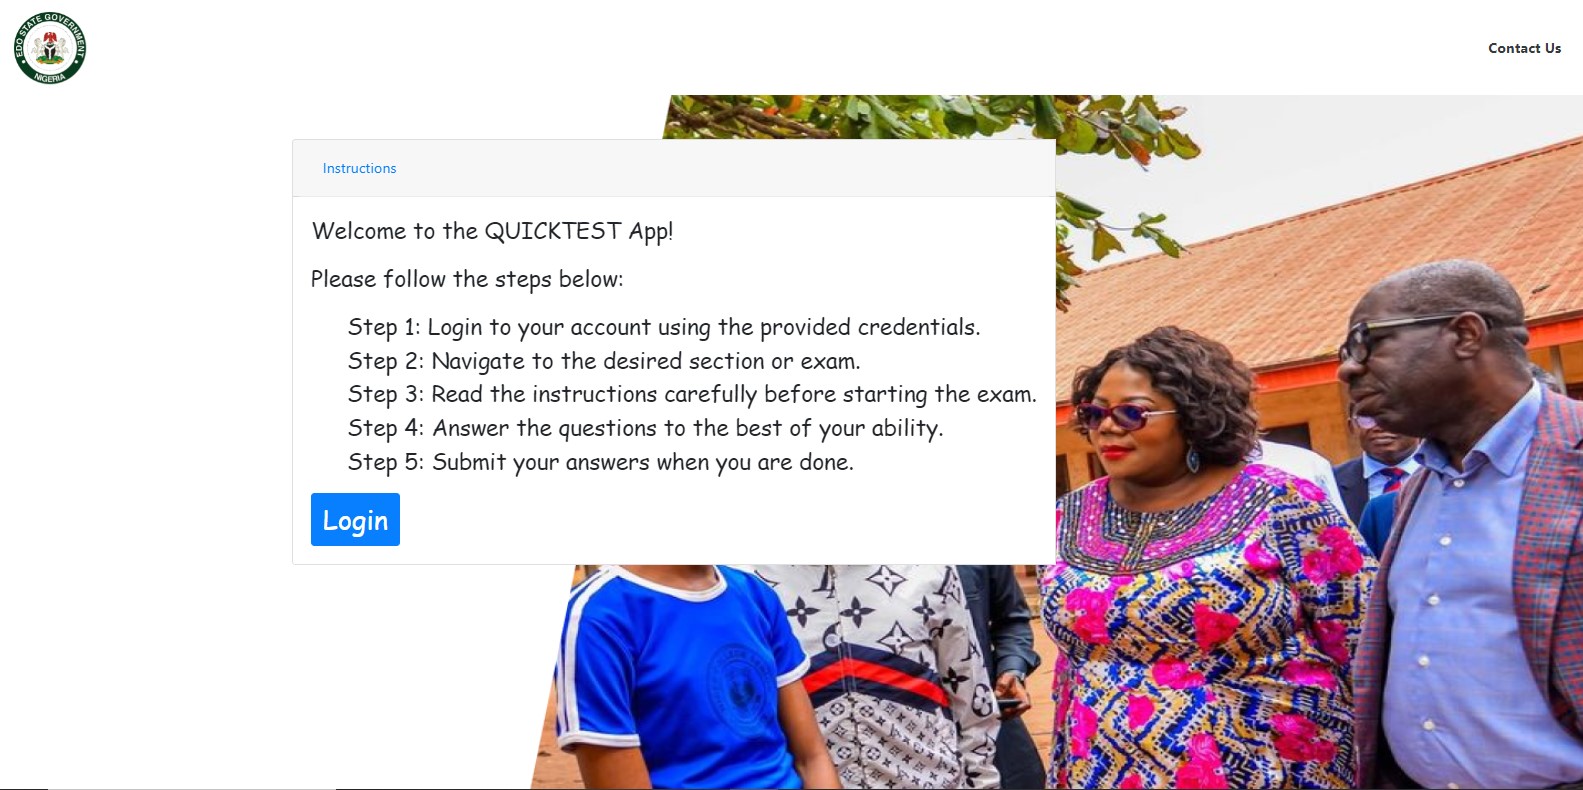 EDO STATE GOVERNMENT
NIGERIA
Contact Us
Instructions
Welcome to the QUICKTEST App!
Please follow the steps below:
Step 1: Login to your account using the provided credentials.
Step 2: Navigate to the desired section or exam.
Step 3: Read the instructions carefully before starting the exam.
Step 4: Answer the questions to the best of your ability.
Step 5: Submit your answers when you are done.
Login